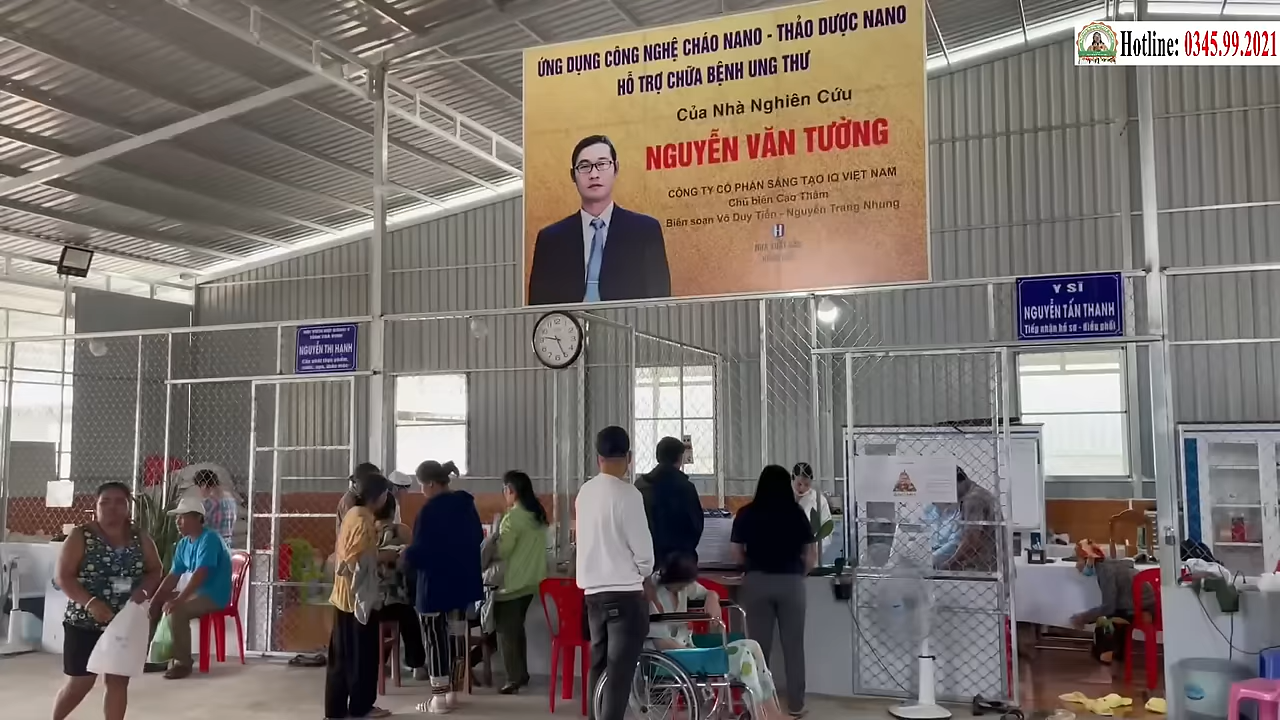 Hotline: 0345.99.2021
ỨNG DỤNG CÔNG NGHỆ CHÁO NANO - THẢO DƯỢC NANO
HỖ TRỢ CHỮA BỆNH UNG THƯ
Của Nhà Nghiên Cứu
NGUYỄN VĂN TƯỜNG
CÔNG TY CỔ PHẦN SÁNG TẠO IQ VIỆT NAM
Chủ biên Cao Thâm
Biên soạn Võ Duy Tiễn - Nguyễn Trang Nhung
NGUYỄN THỊ HẠNH
Y SĨ
NGUYỄN TẤN THANH
Tiếp nhận hồ sơ - điều phối